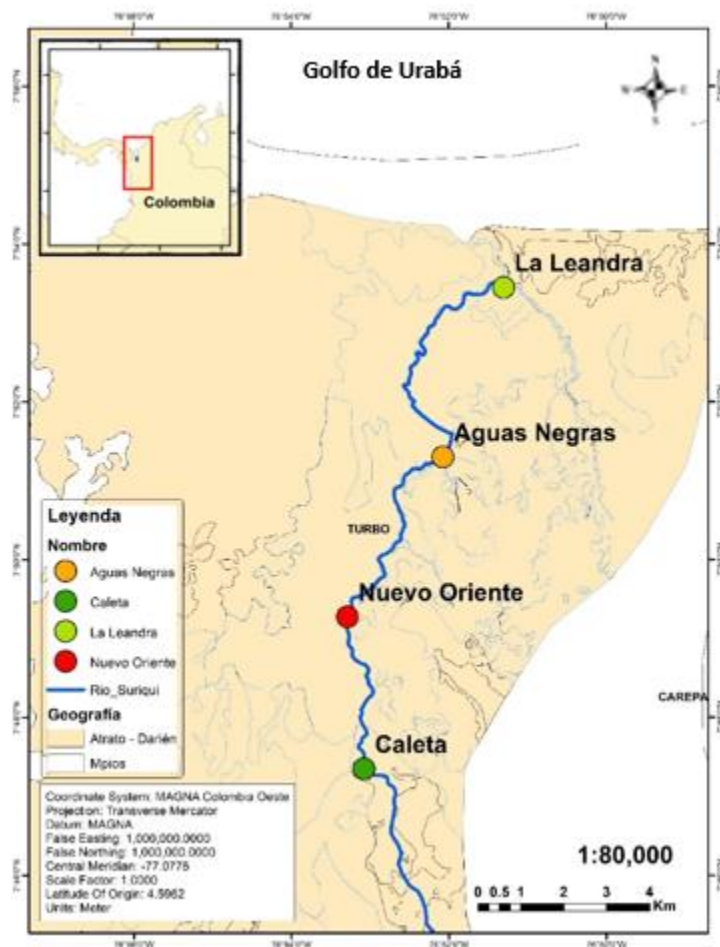 Golfo de Urabá
N
S
E
Colombia
La Leandra
Aguas Negras
TURBO
Nuevo Oriente
CAREPA
Caleta
Leyenda
Nombre
Aguas Negras
Caleta
La Leandra
Nuevo Oriente
Rio_Suriqui
Geografía
Atrato - Darién
Mpios
Coordinate System: MAGNA Colombia Oeste
Projection: Transverse Mercator
Datum: MAGNA
False Easting: 1,000,000.0000
False Northing: 1,000,000.0000
Central Meridian: -77.0775
Scale Factor: 1.0000
Latitude Of Origin: 4.5962
Units: Meter
1:80,000
0 0.5 1 2 3 4
Km